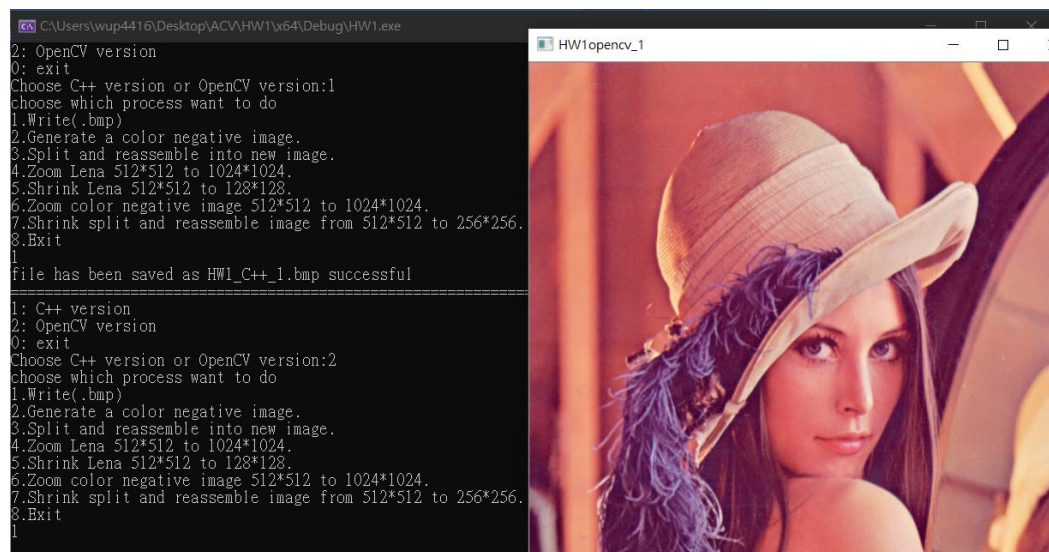 C:\Users\wup4416\Desktop\ACV\HW1\x64\Debug\HW1.exe
2: OpenCV version
0: exit
Choose C++ version or OpenCV version:1
choose which process want to do
1.Write(.bmp)
2.Generate a color negative image.
3.Split and reassemble into new image.
4.Zoom Lena 512*512 to 1024*1024.
5.Shrink Lena 512*512 to 128*128.
6.Zoom color negative image 512*512 to 1024*1024.
7.Shrink split and reassemble image from 512*512 to 256*256.
8.Exit
1
file has been saved as HW1_C++_1.bmp successful
============================================================
1: C++ version
2: OpenCV version
0: exit
Choose C++ version or OpenCV version:2
choose which process want to do
1.Write(.bmp)
2.Generate a color negative image.
3.Split and reassemble into new image.
4.Zoom Lena 512*512 to 1024*1024.
5.Shrink Lena 512*512 to 128*128.
6.Zoom color negative image 512*512 to 1024*1024.
7.Shrink split and reassemble image from 512*512 to 256*256.
8.Exit
1
HW1opencv_1